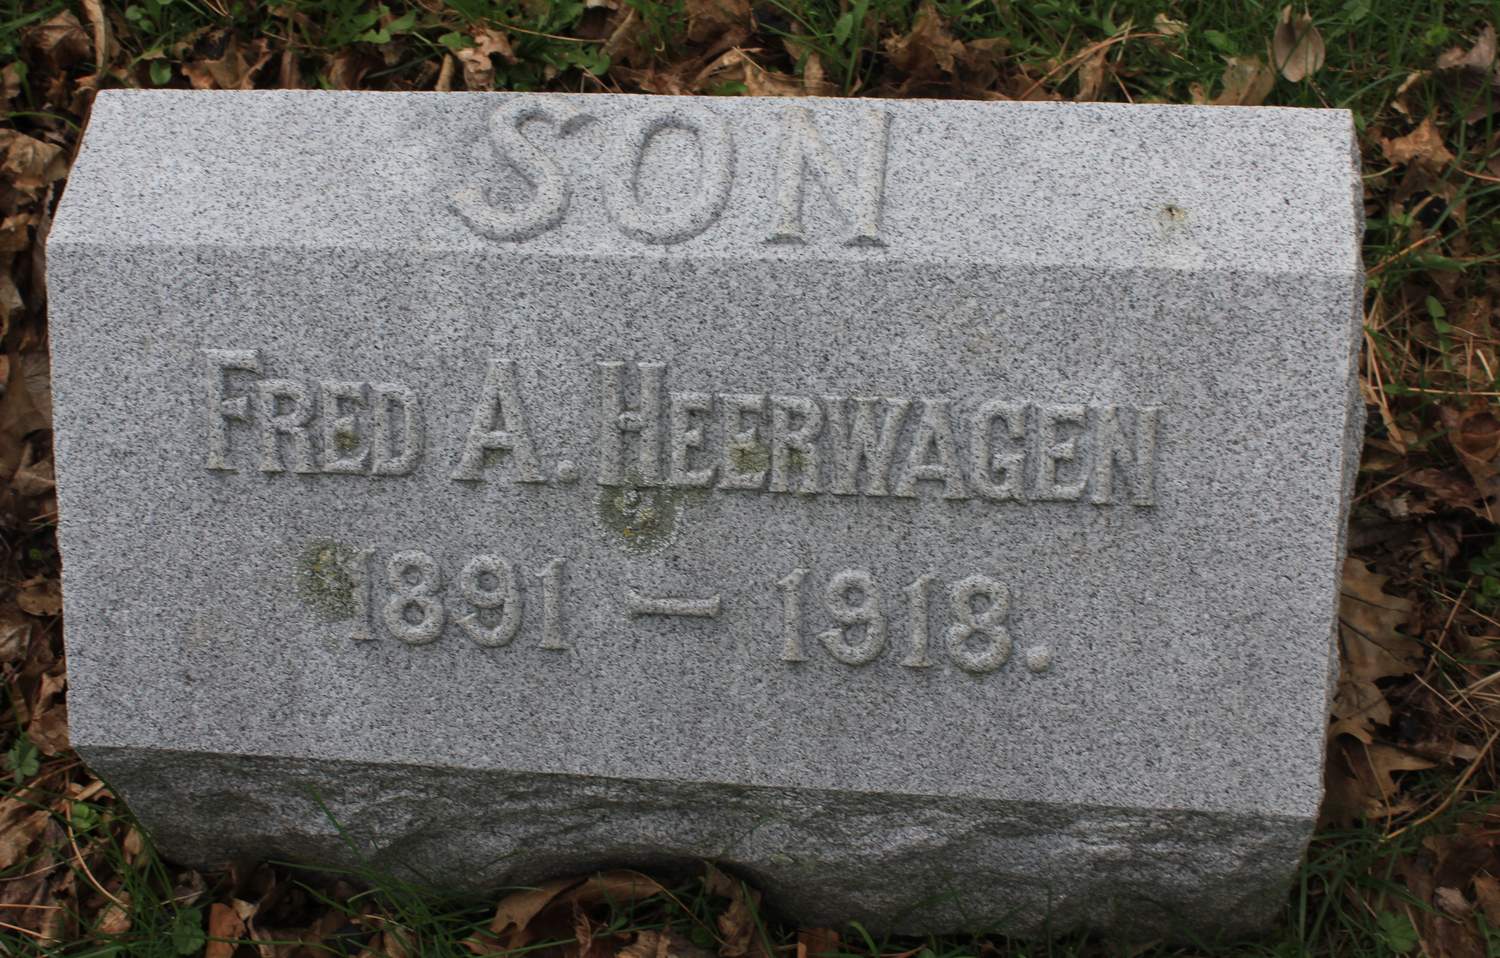 SON
FRED A. HEERWAGEN
1891 — 1918.